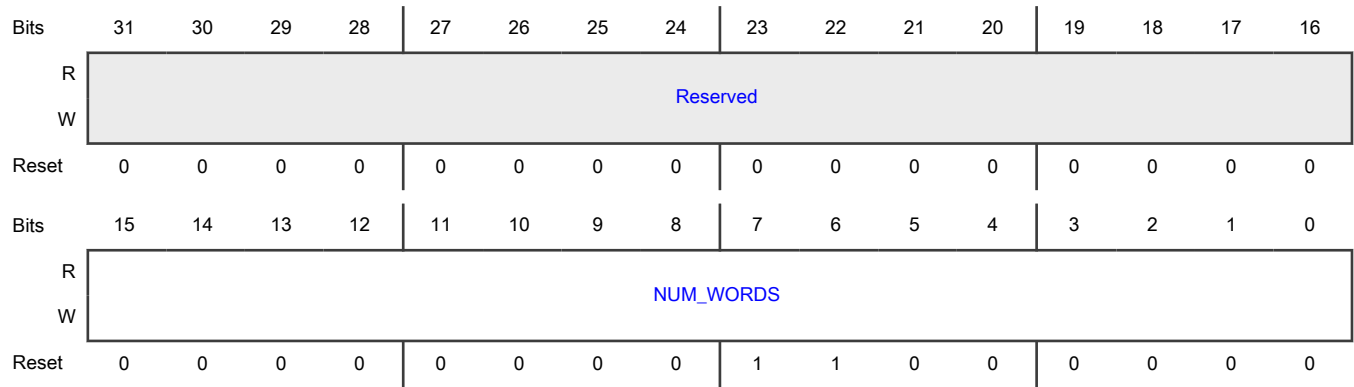 Bits 31 30 29 28 27 26 25 24 23 22 21 20 19 18 17 16
R
Reserved
W
Reset 0 0 0 0 0 0 0 0 0 0 0 0 0 0 0 0
Bits 15 14 13 12 11 10 9 8 7 6 5 4 3 2 1 0
R
NUM_WORDS
W
Reset 0 0 0 0 0 0 0 0 1 1 0 0 0 0 0 0